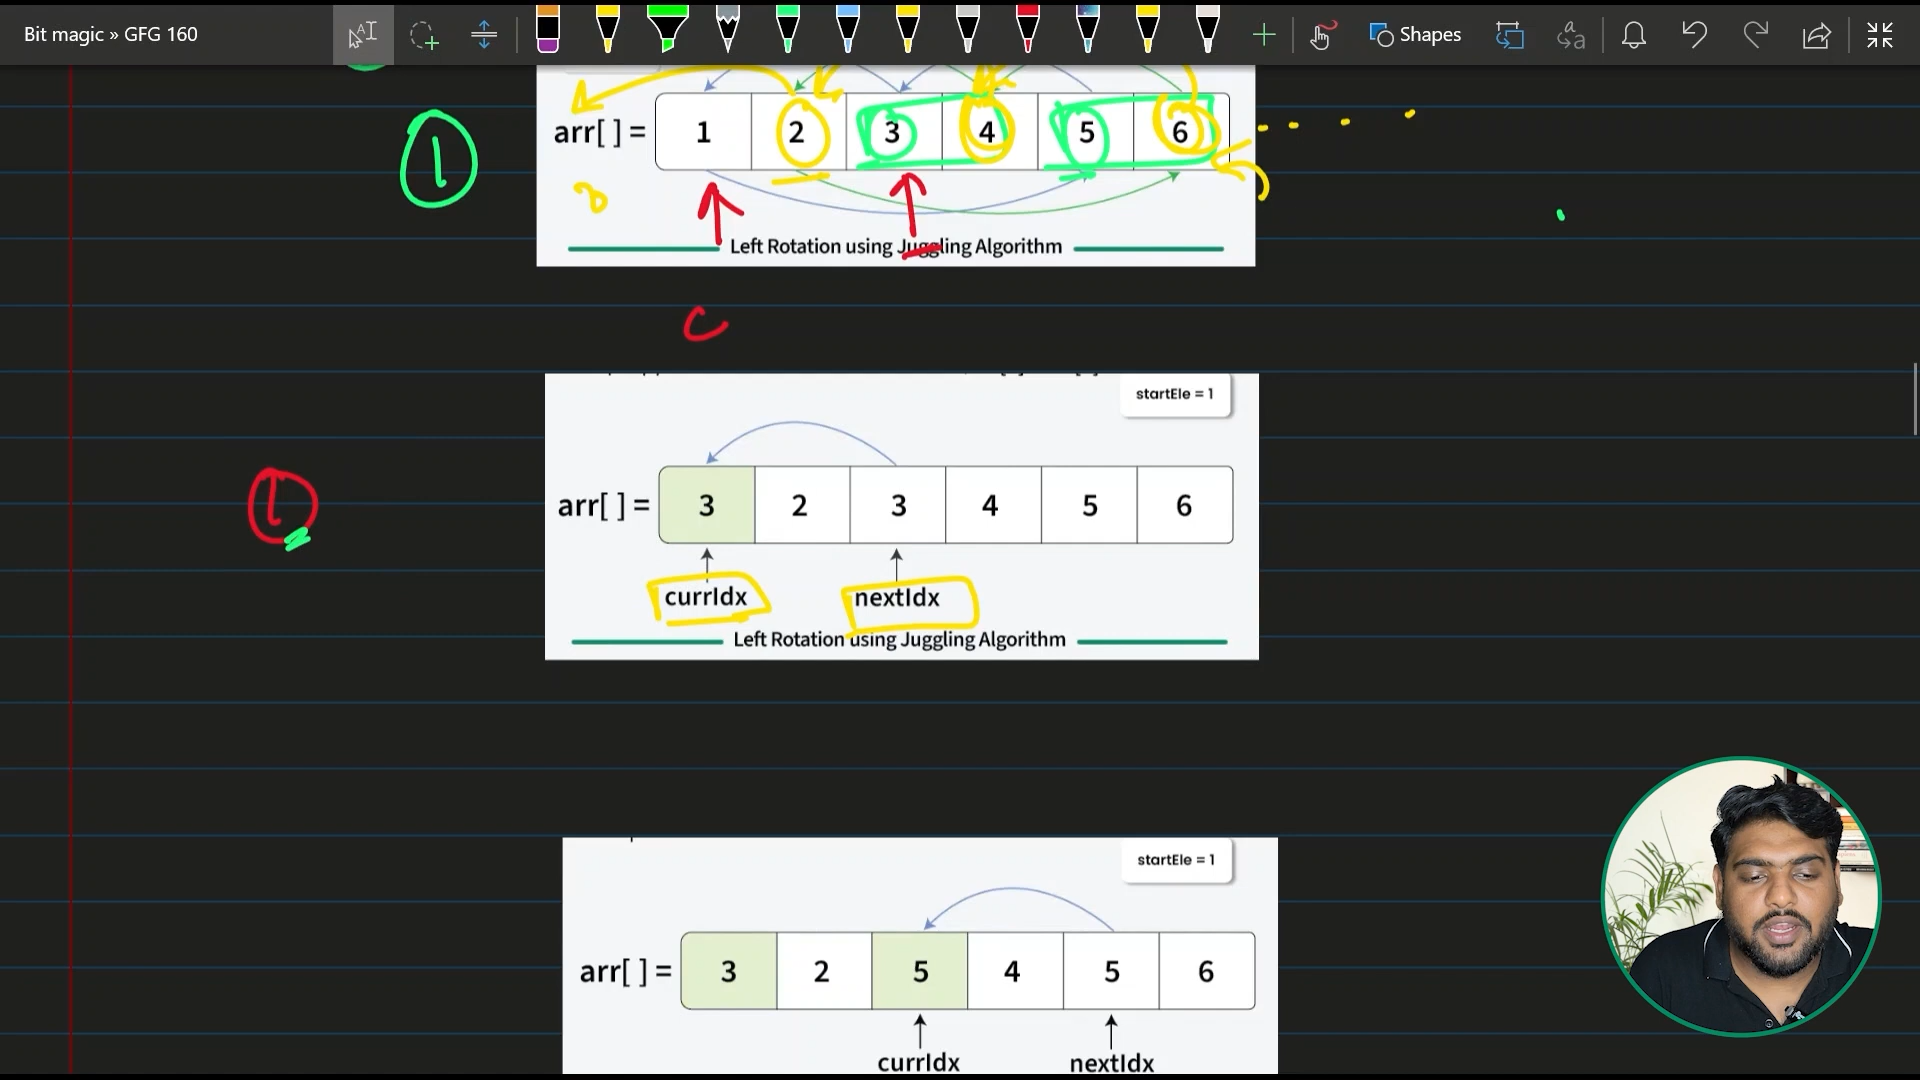 Bit magic » GFG 160
Shapes
arr[ ] = 1 2 3 4 5 6
1
Left Rotation using Juggling Algorithm
C
startEle = 1
arr[ ] = 3 2 3 4 5 6
1
currIdx nextIdx
Left Rotation using Juggling Algorithm
startEle = 1
arr[ ] = 3 2 5 4 5 6
currIdx nextIdx